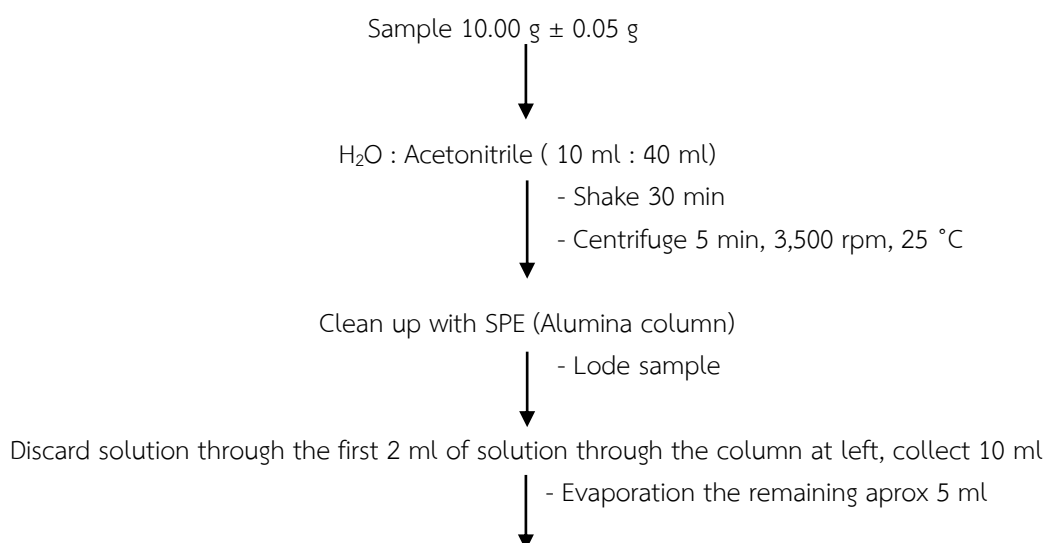 Sample 10.00 g ± 0.05 g
H₂O : Acetonitrile ( 10 ml : 40 ml)
- Shake 30 min
- Centrifuge 5 min, 3,500 rpm, 25 ˚C
Clean up with SPE (Alumina column)
- Lode sample
Discard solution through the first 2 ml of solution through the column at left, collect 10 ml
- Evaporation the remaining aprox 5 ml